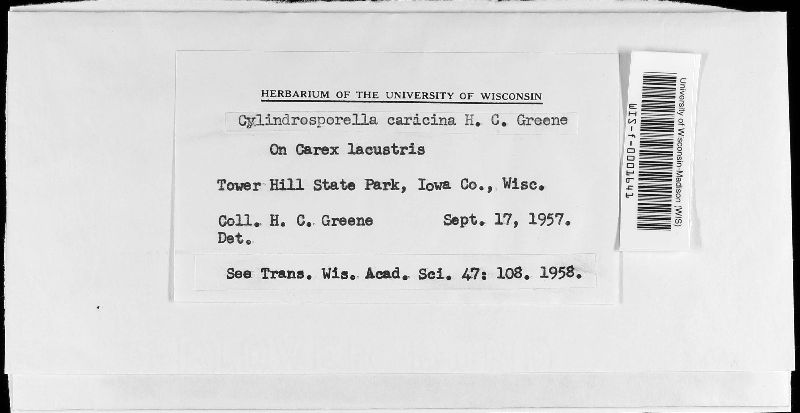 HERBARIUM OF THE UNIVERSITY OF WISCONSIN
Cylindrosporella caricina H. C. Greene
On Carex lacustris
Tower Hill State Park, Iowa Co., Wisc.
Coll. H. C. Greene Sept. 17, 1957.
Det.
See Trans. Wis. Acad. Sci. 47: 108. 1958.
University of Wisconsin-Madison (WIS)
WIS-f-0001641